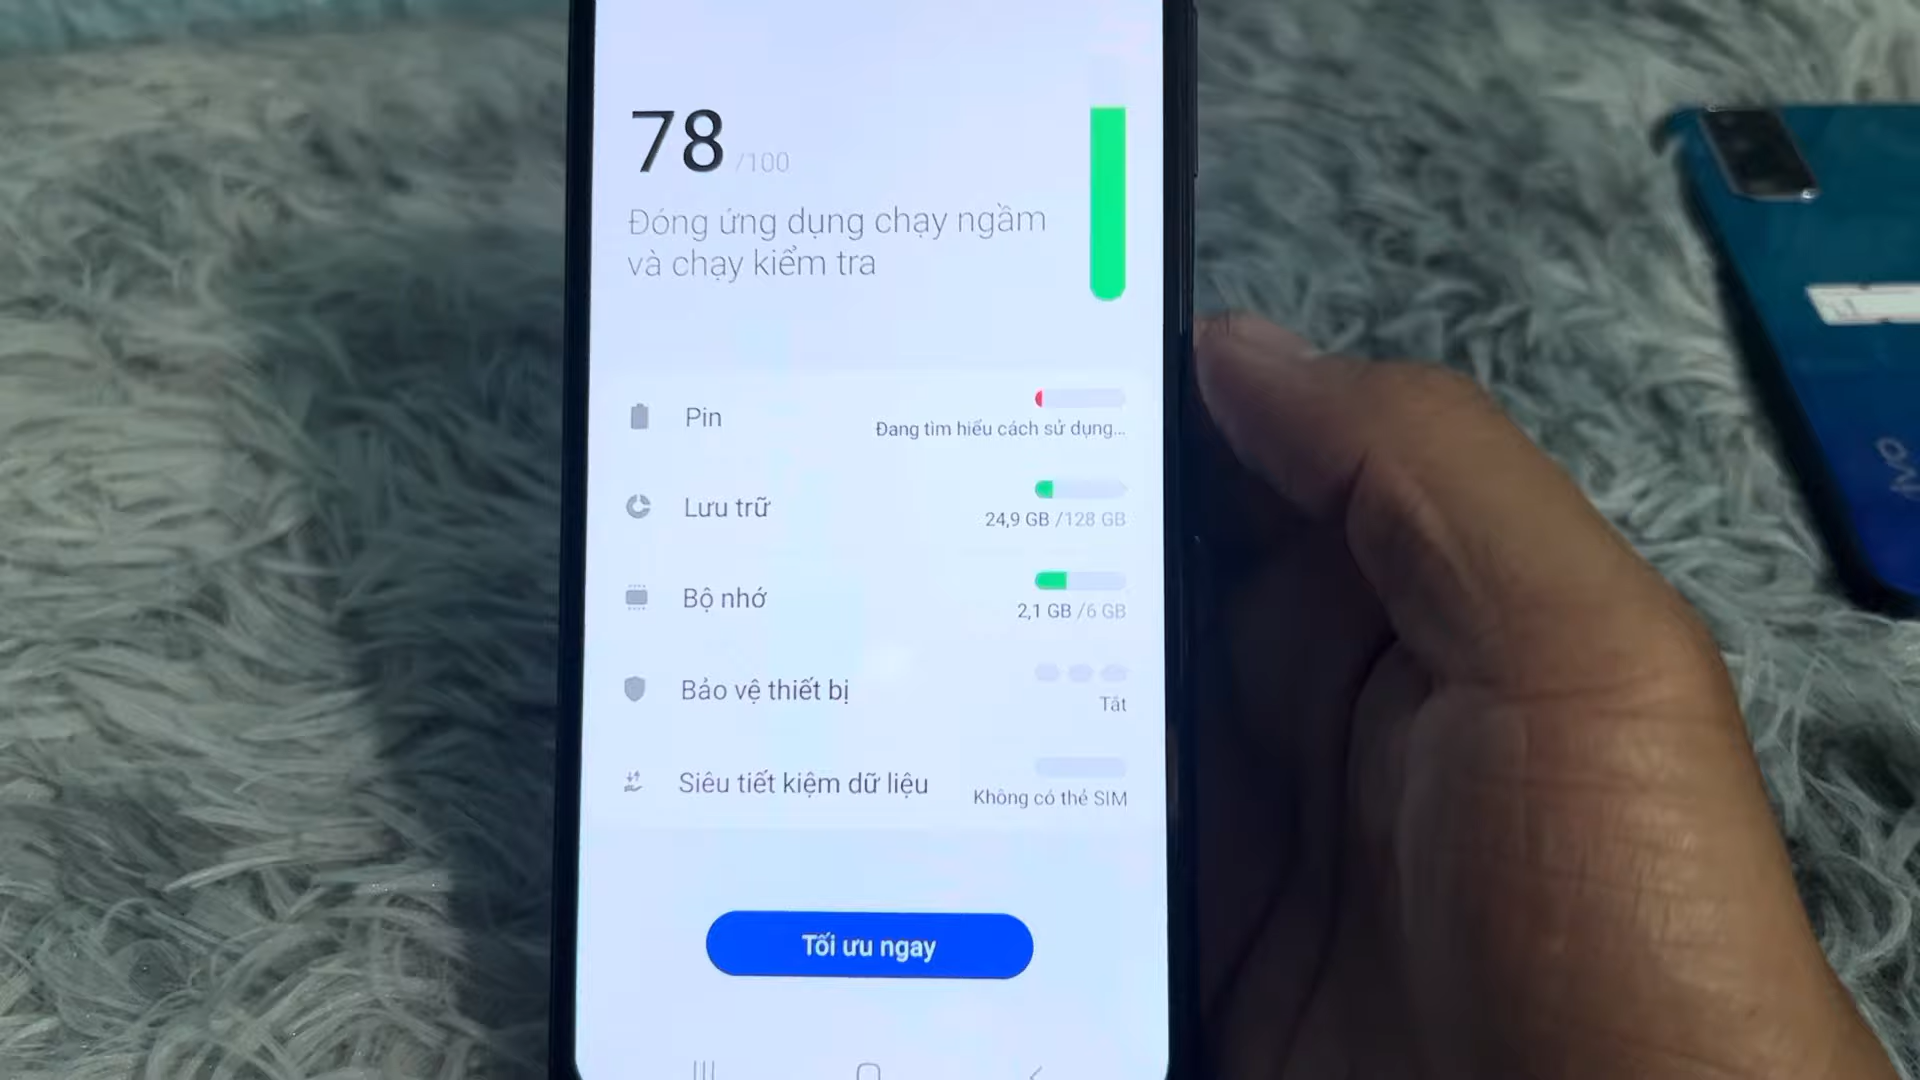 78 /100
Đóng ứng dụng chạy ngầm
và chạy kiểm tra
Pin
Đang tìm hiểu cách sử dụng...
Lưu trữ
24,9 GB /128 GB
Bộ nhớ
2,1 GB /6 GB
Bảo vệ thiết bị
Tắt
Siêu tiết kiệm dữ liệu
Không có thẻ SIM
Tối ưu ngay
vivo